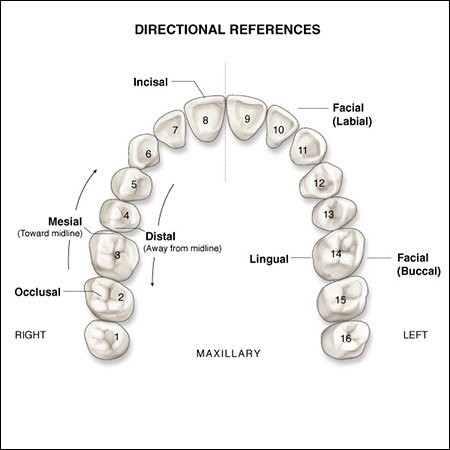 DIRECTIONAL REFERENCES
Incisal
Facial
(Labial)
8
9
7
10
6
11
5
12
4
13
Mesial
(Toward midline)
Distal
(Away from midline)
3
14
Lingual
Facial
(Buccal)
Occlusal
2
15
RIGHT
1
16
LEFT
MAXILLARY